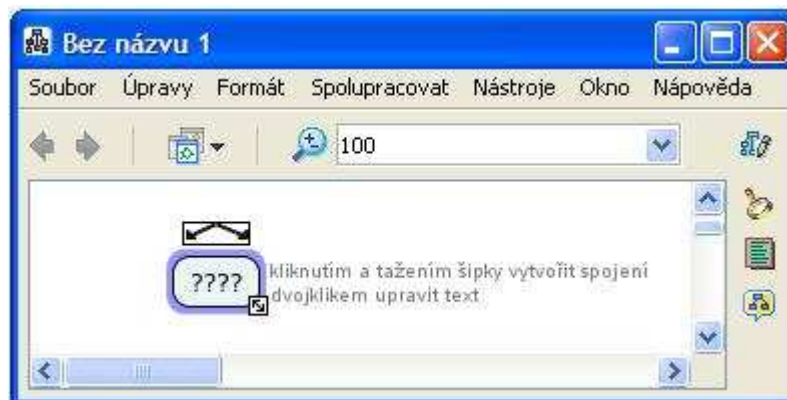 Bez názvu 1
Soubor Úpravy Formát Spolupracovat Nástroje Okno Nápověda
100
????
kliknutím a tažením šipky vytvořit spojení
dvojklikem upravit text